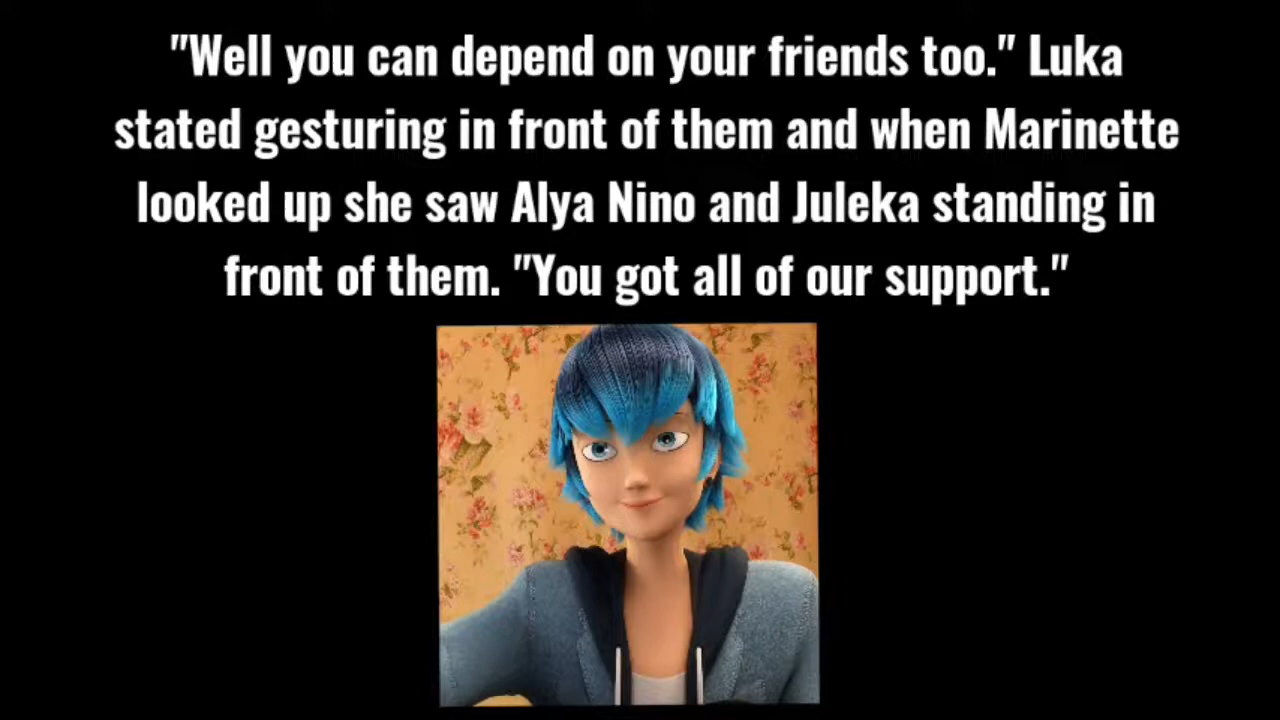 "Well you can depend on your friends too." Luka
stated gesturing in front of them and when Marinette
looked up she saw Alya Nino and Juleka standing in
front of them. "You got all of our support."